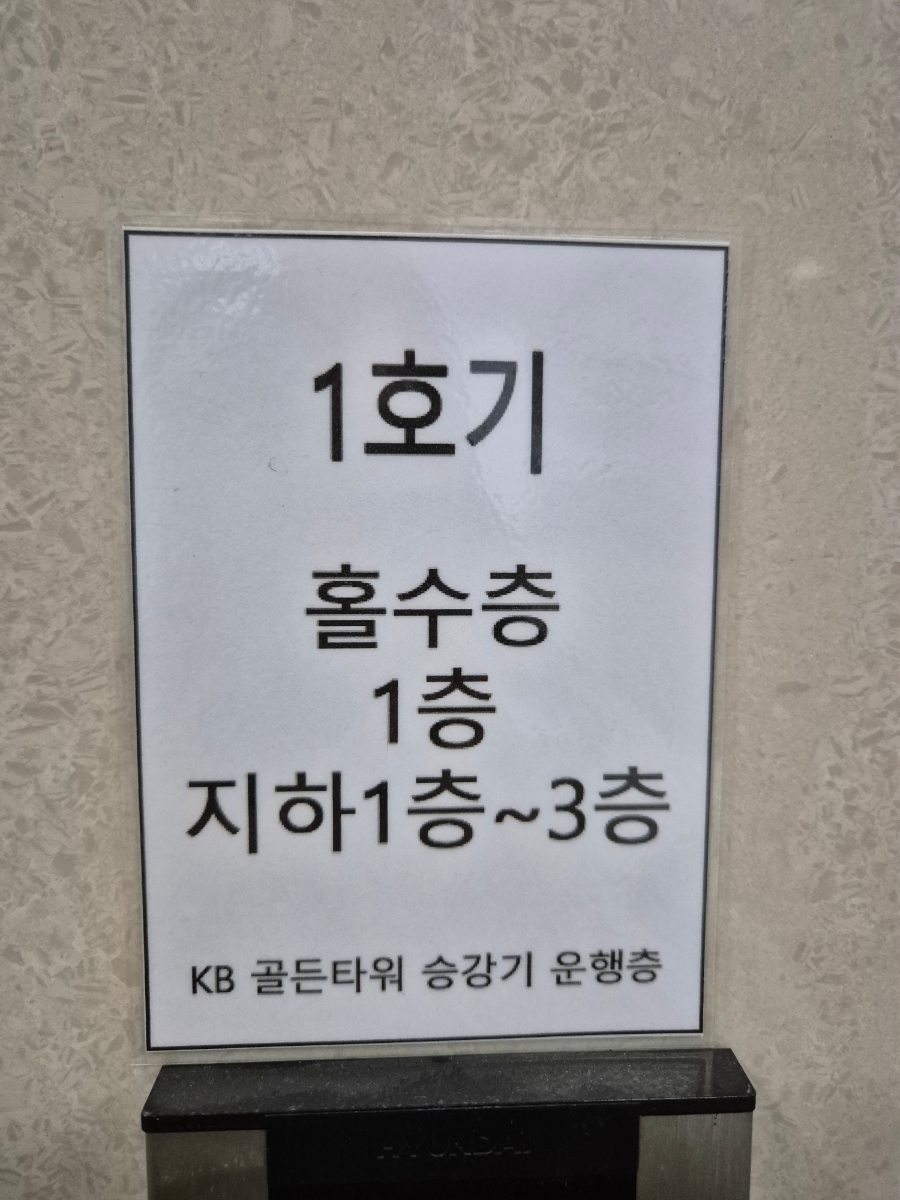 1호기
홀수층
1층
지하1층~3층
KB 골든타워 승강기 운행층
HYUNDAI